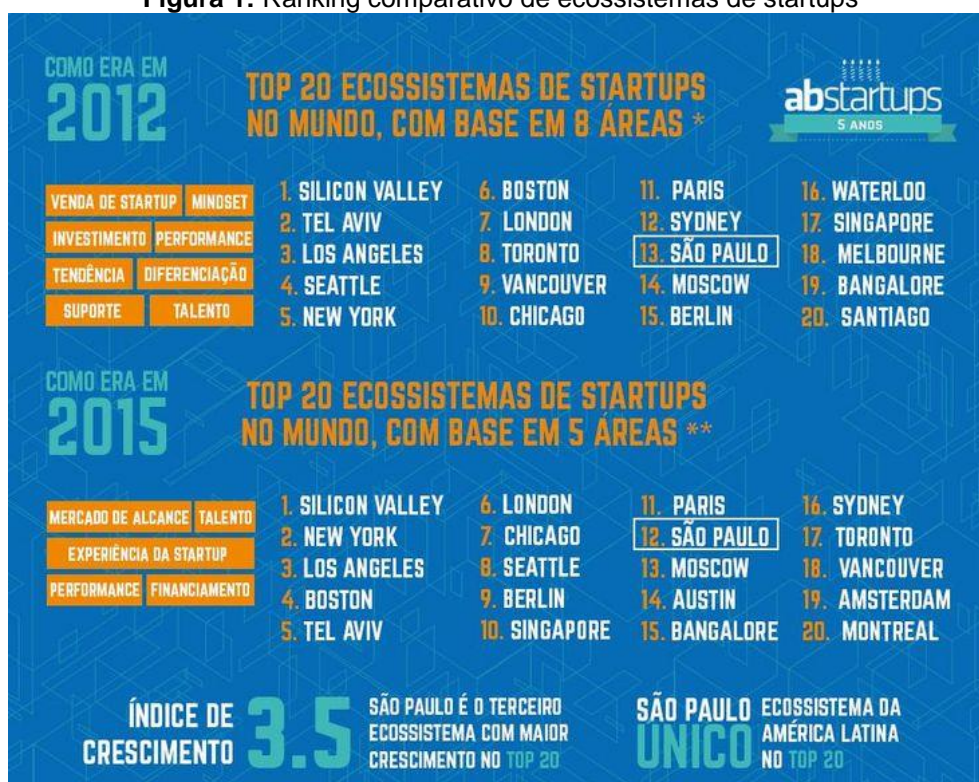 Figura 1: Ranking comparativo de ecossistemas de startups
COMO ERA EM
2012
TOP 20 ECOSSISTEMAS DE STARTUPS
NO MUNDO, COM BASE EM 8 ÁREAS *
abstartups
5 ANOS
VENDA DE STARTUP MINDSET
INVESTIMENTO PERFORMANCE
TENDÊNCIA DIFERENCIAÇÃO
SUPORTE TALENTO
1. SILICON VALLEY
2. TEL AVIV
3. LOS ANGELES
4. SEATTLE
5. NEW YORK
6. BOSTON
7. LONDON
8. TORONTO
9. VANCOUVER
10. CHICAGO
11. PARIS
12. SYDNEY
13. SÃO PAULO
14. MOSCOW
15. BERLIN
16. WATERLOO
17. SINGAPORE
18. MELBOURNE
19. BANGALORE
20. SANTIAGO
COMO ERA EM
2015
TOP 20 ECOSSISTEMAS DE STARTUPS
NO MUNDO, COM BASE EM 5 ÁREAS **
MERCADO DE ALCANCE TALENTO
EXPERIÊNCIA DA STARTUP
PERFORMANCE FINANCIAMENTO
1. SILICON VALLEY
2. NEW YORK
3. LOS ANGELES
4. BOSTON
5. TEL AVIV
6. LONDON
7. CHICAGO
8. SEATTLE
9. BERLIN
10. SINGAPORE
11. PARIS
12. SÃO PAULO
13. MOSCOW
14. AUSTIN
15. BANGALORE
16. SYDNEY
17. TORONTO
18. VANCOUVER
19. AMSTERDAM
20. MONTREAL
ÍNDICE DE
CRESCIMENTO
3.5
SÃO PAULO É O TERCEIRO
ECOSSISTEMA COM MAIOR
CRESCIMENTO NO TOP 20
SÃO PAULO
ÚNICO
ECOSSISTEMA DA
AMÉRICA LATINA
NO TOP 20